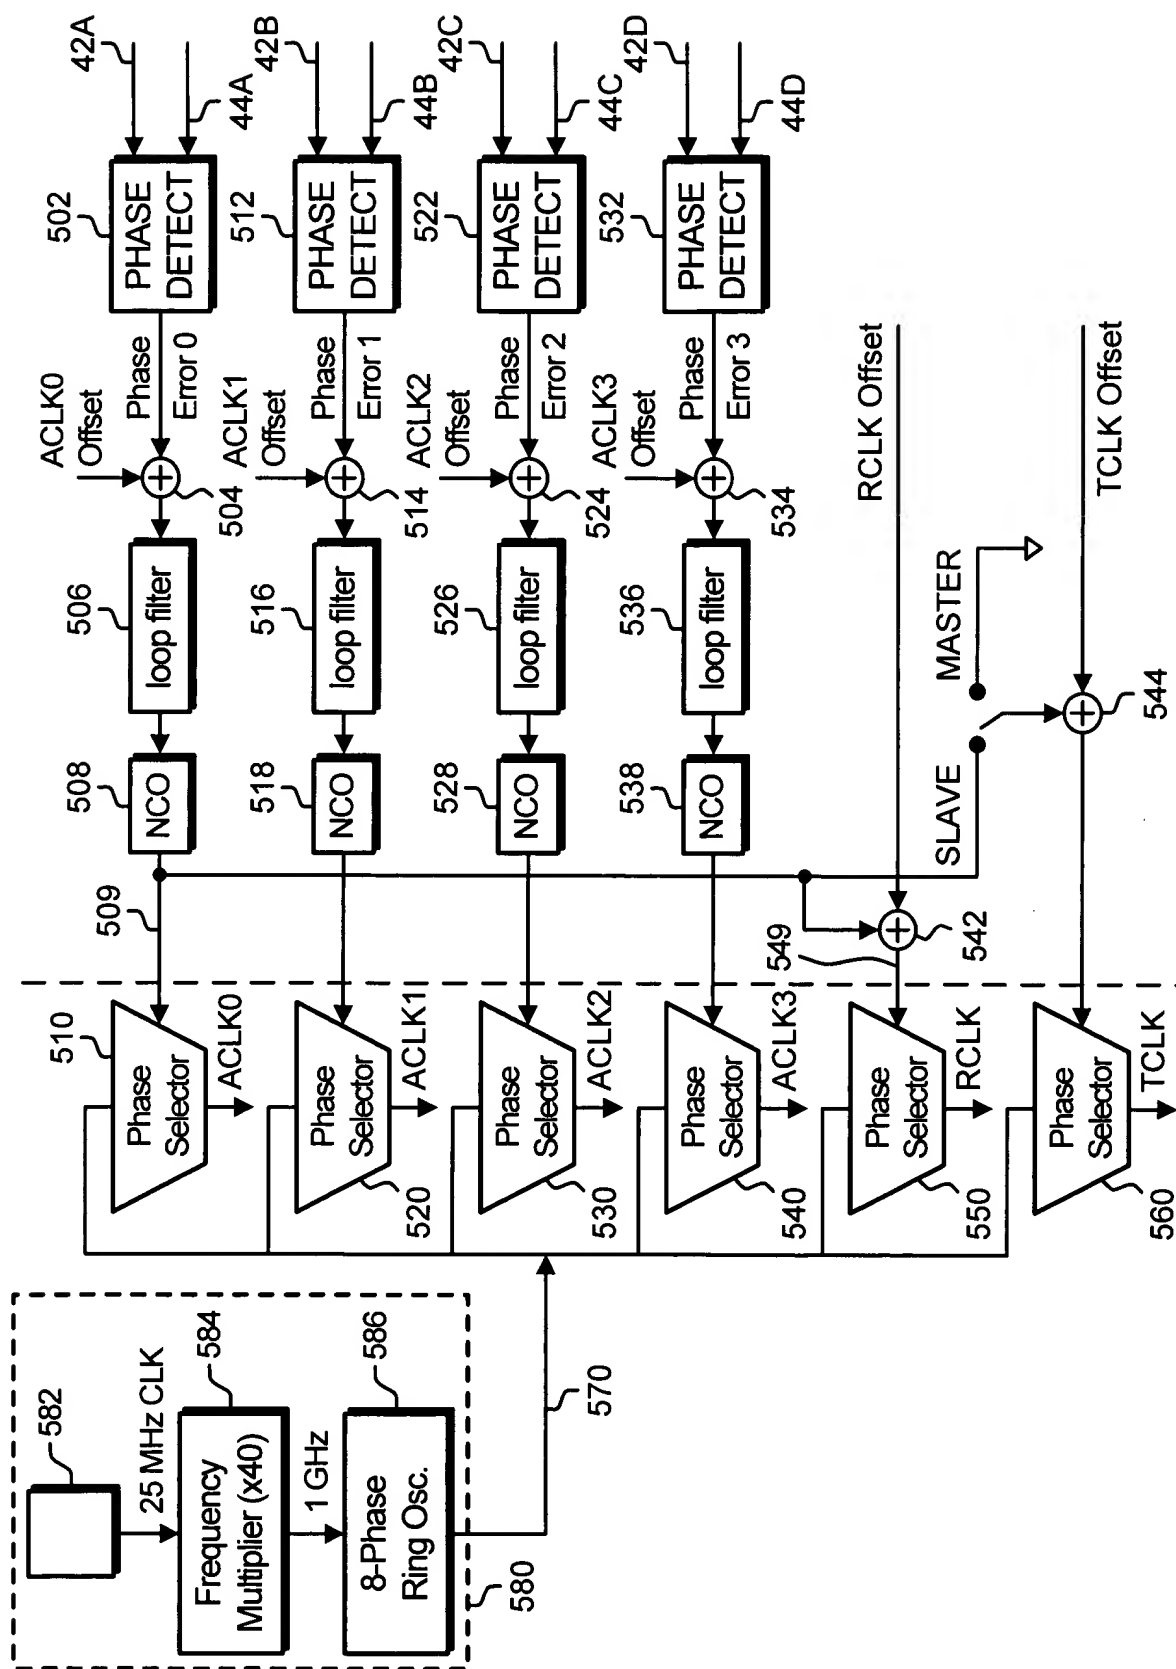 42A
44A
502
PHASE
DETECT
Phase
Error 0
ACLK0
Offset
504
506
loop filter
508
NCO
509
510
Phase
Selector
ACLK0
42B
44B
512
PHASE
DETECT
Phase
Error 1
ACLK1
Offset
514
516
loop filter
518
NCO
Phase
Selector
520
ACLK1
42C
44C
522
PHASE
DETECT
Phase
Error 2
ACLK2
Offset
524
526
loop filter
528
NCO
Phase
Selector
530
ACLK2
42D
44D
532
PHASE
DETECT
Phase
Error 3
ACLK3
Offset
534
536
loop filter
538
NCO
Phase
Selector
540
ACLK3
RCLK Offset
542
549
Phase
Selector
550
RCLK
TCLK Offset
MASTER
SLAVE
544
Phase
Selector
560
TCLK
582
25 MHz CLK
584
Frequency
Multiplier (x40)
1 GHz
586
8-Phase
Ring Osc.
580
570